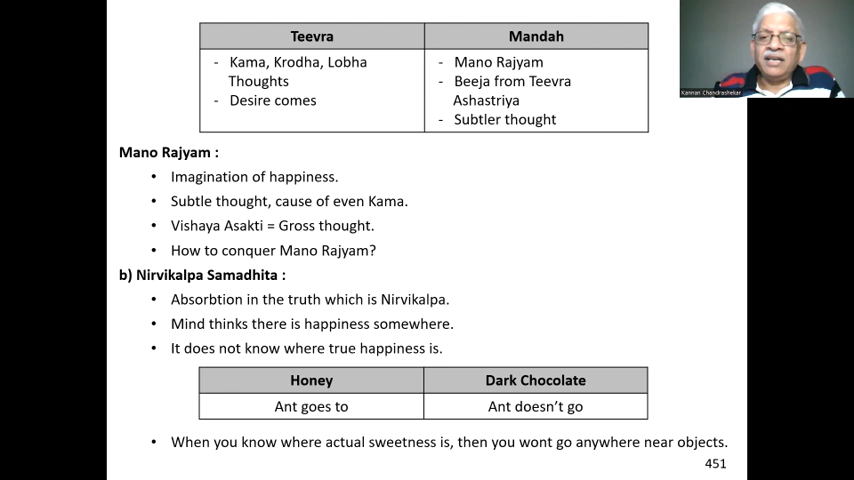 Teevra
Mandah
- Kama, Krodha, Lobha
Thoughts
- Desire comes
- Mano Rajyam
- Beeja from Teevra
Ashastriya
- Subtler thought
Kannan Chandrashekar
Mano Rajyam :
• Imagination of happiness.
• Subtle thought, cause of even Kama.
• Vishaya Asakti = Gross thought.
• How to conquer Mano Rajyam?
b) Nirvikalpa Samadhita :
• Absorbtion in the truth which is Nirvikalpa.
• Mind thinks there is happiness somewhere.
• It does not know where true happiness is.
Honey
Dark Chocolate
Ant goes to
Ant doesn’t go
• When you know where actual sweetness is, then you wont go anywhere near objects.
451